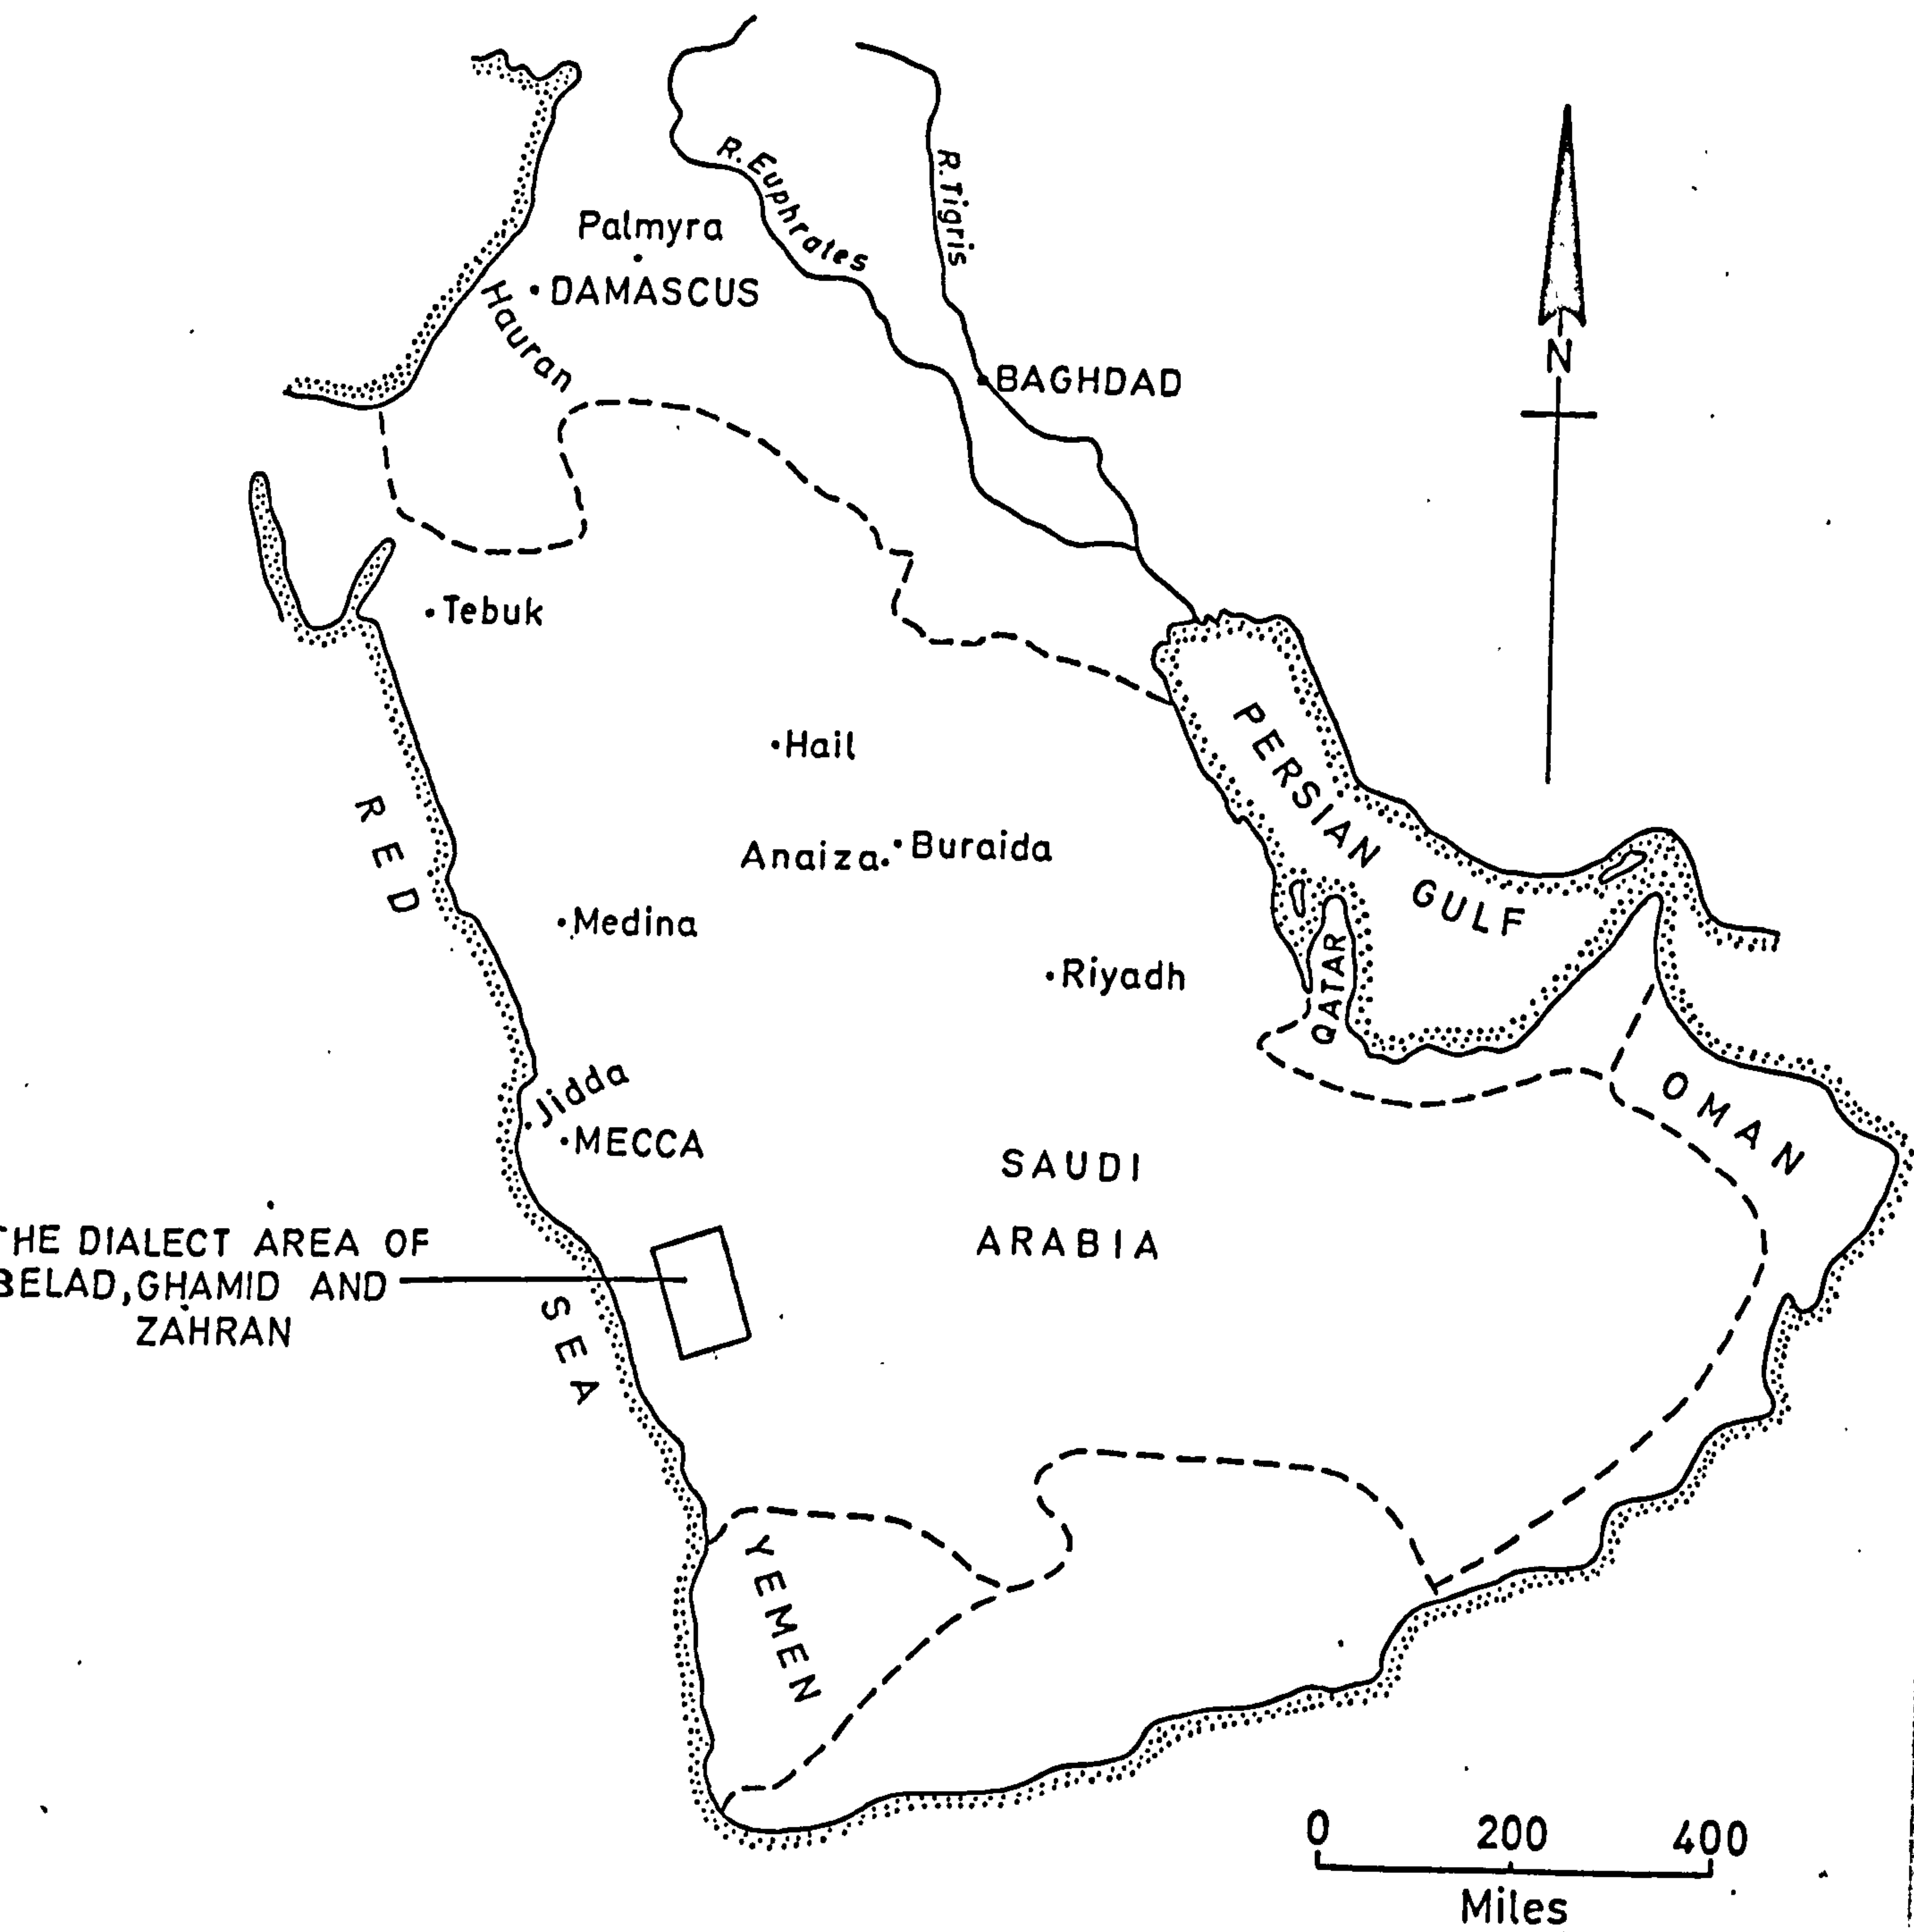 R. Euphrates
R. Tigris
Palmyra
DAMASCUS
Hauran
BAGHDAD
N
Tebuk
Hail
PERSIAN GULF
Anaiza
Buraida
RED SEA
Medina
Riyadh
QATAR
Jidda
MECCA
OMAN
SAUDI
ARABIA
THE DIALECT AREA OF
BELAD, GHAMID AND
ZAHRAN
YEMEN
0 200 400
Miles